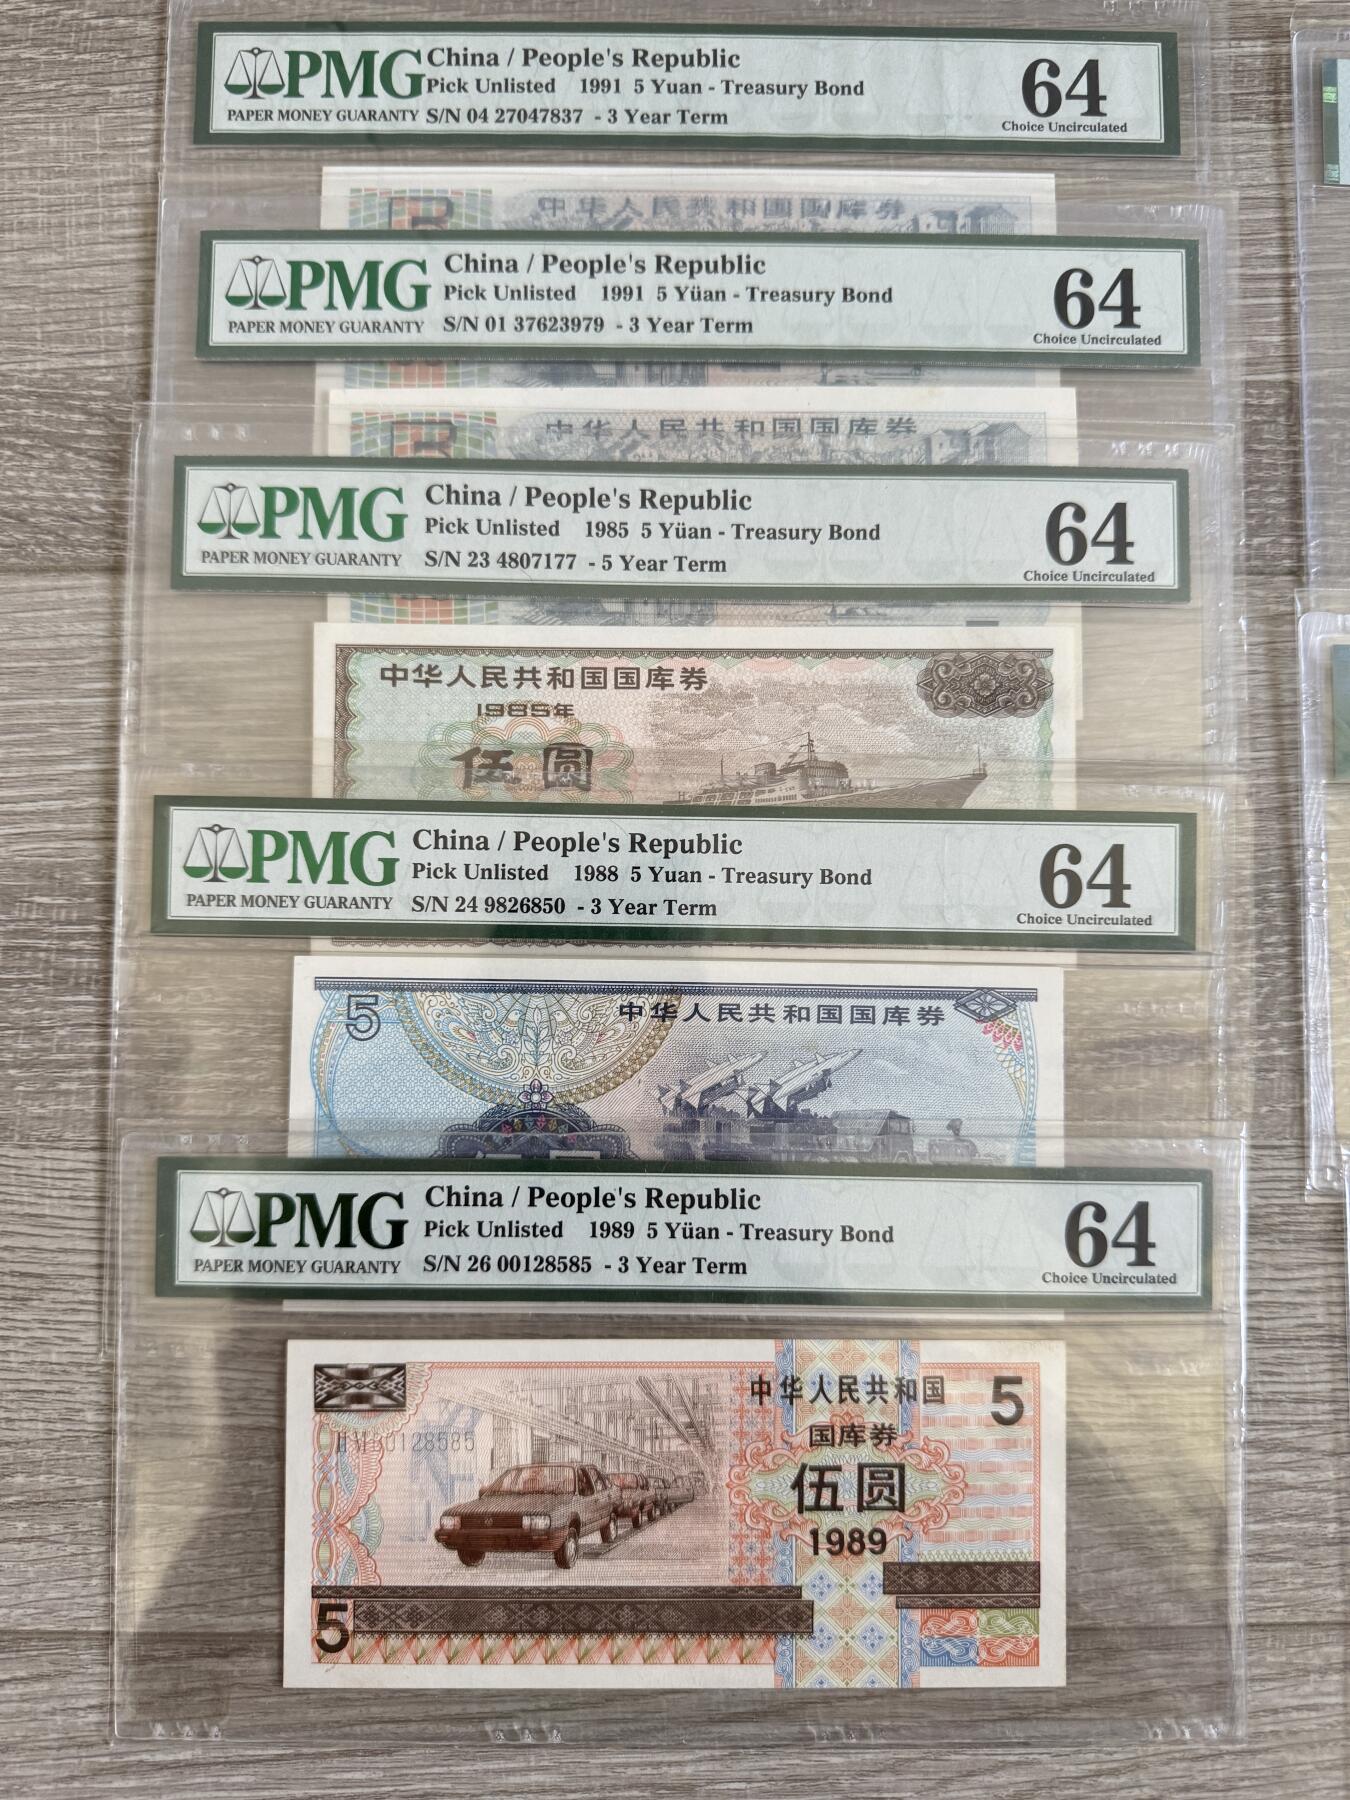 PMG China / People's Republic
Pick Unlisted 1991 5 Yuan - Treasury Bond
PAPER MONEY GUARANTY S/N 04 27047837 - 3 Year Term
64
Choice Uncirculated
5 中华人民共和国国库券
PMG China / People's Republic
Pick Unlisted 1991 5 Yüan - Treasury Bond
PAPER MONEY GUARANTY S/N 01 37623979 - 3 Year Term
64
Choice Uncirculated
5 中华人民共和国国库券
PMG China / People's Republic
Pick Unlisted 1985 5 Yüan - Treasury Bond
PAPER MONEY GUARANTY S/N 23 4807177 - 5 Year Term
64
Choice Uncirculated
中华人民共和国国库券
1985年
伍圆
PMG China / People's Republic
Pick Unlisted 1988 5 Yuan - Treasury Bond
PAPER MONEY GUARANTY S/N 24 9826850 - 3 Year Term
64
Choice Uncirculated
5 中华人民共和国国库券
PMG China / People's Republic
Pick Unlisted 1989 5 Yüan - Treasury Bond
PAPER MONEY GUARANTY S/N 26 00128585 - 3 Year Term
64
Choice Uncirculated
中华人民共和国 5
国库券
伍圆
1989
5